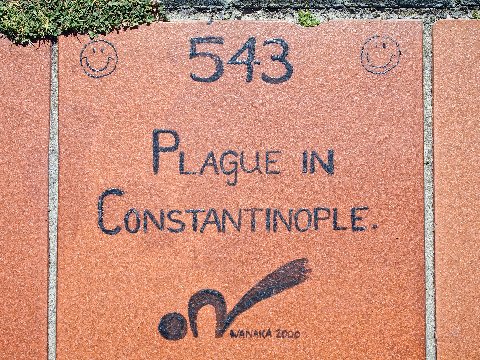 543
PLAGUE IN
CONSTANTINOPLE.
WANAKA 2000